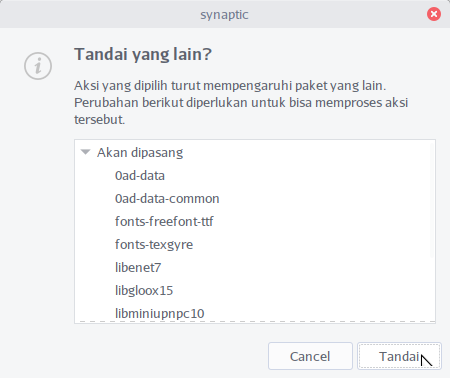 synaptic
Tandai yang lain?
Aksi yang dipilih turut mempengaruhi paket yang lain.
Perubahan berikut diperlukan untuk bisa memproses aksi
tersebut.
Akan dipasang
0ad-data
0ad-data-common
fonts-freefont-ttf
fonts-texgyre
libenet7
libgloox15
libminiupnpc10
Cancel
Tandai